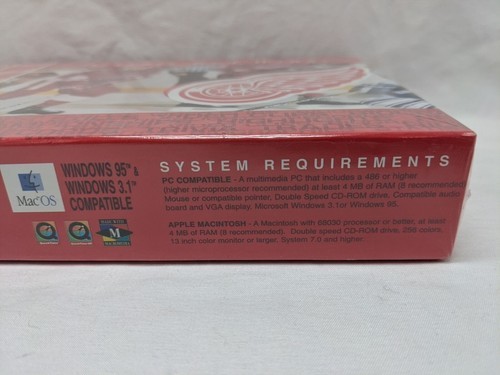 Mac OS
WINDOWS 95™ &
WINDOWS 3.1™
COMPATIBLE
M
SYSTEM REQUIREMENTS
PC COMPATIBLE - A multimedia PC that includes a 486 or higher
(higher microprocessor recommended) at least 4 MB of RAM (8 recommended)
Mouse or compatible pointer, Double Speed CD-ROM drive, Compatible audio
board and VGA display. Microsoft Windows 3.1 or Windows 95.
APPLE MACINTOSH - A Macintosh with 68030 processor or better, at least
4 MB of RAM (8 recommended). Double speed CD-ROM drive, 256 colors,
13 inch color monitor or larger. System 7.0 and higher.